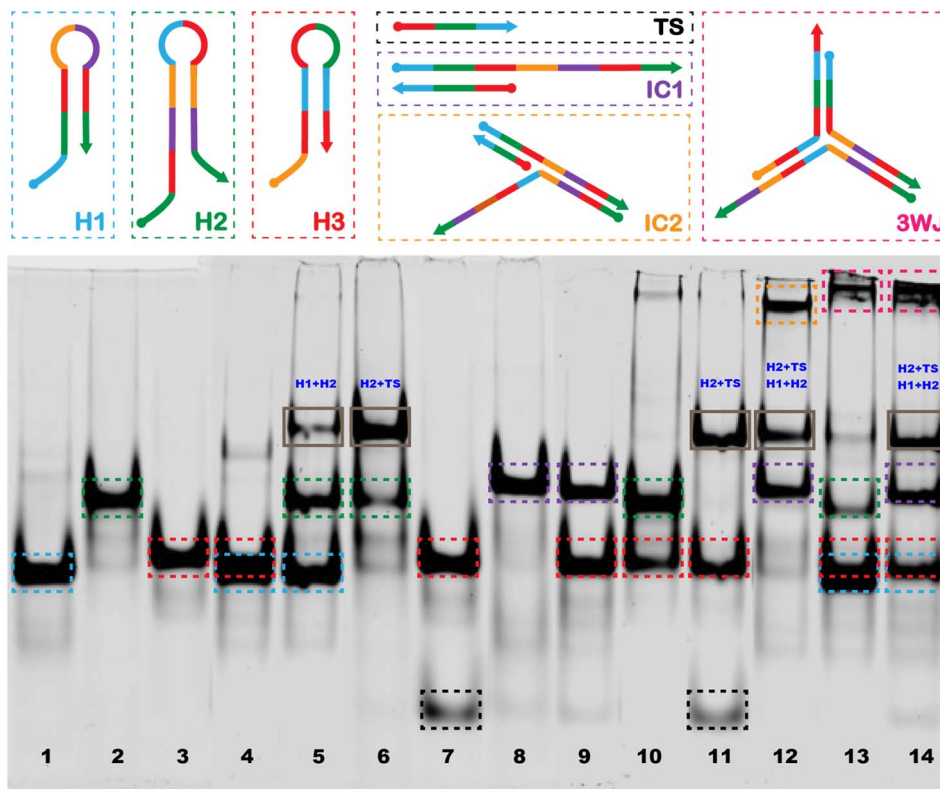 H1
H2
H3
TS
IC1
IC2
3WJ
H1+H2
H2+TS
H2+TS
H2+TS
H1+H2
H2+TS
H1+H2
1 2 3 4 5 6 7 8 9 10 11 12 13 14